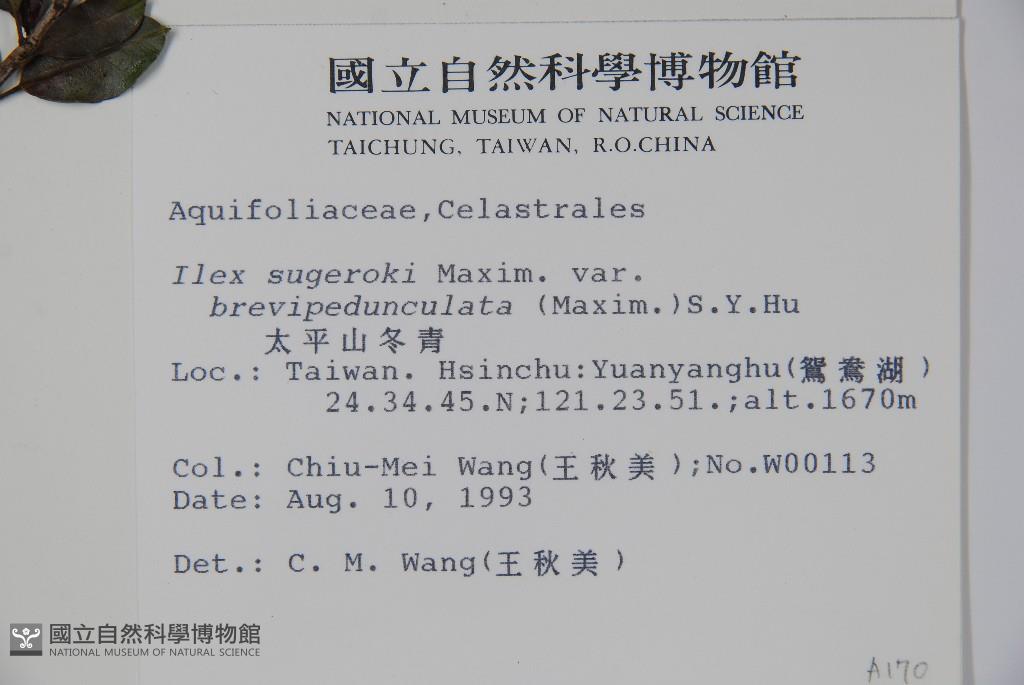 國立自然科學博物館
NATIONAL MUSEUM OF NATURAL SCIENCE
TAICHUNG, TAIWAN, R.O.CHINA
Aquifoliaceae,Celastrales
Ilex sugeroki Maxim. var.
brevipedunculata (Maxim.)S.Y.Hu
太平山冬青
Loc.: Taiwan. Hsinchu:Yuanyanghu(鴛鴦湖)
24.34.45.N;121.23.51.;alt.1670m
Col.: Chiu-Mei Wang(王秋美);No.W00113
Date: Aug. 10, 1993
Det.: C. M. Wang(王秋美)
國立自然科學博物館
NATIONAL MUSEUM OF NATURAL SCIENCE
A170